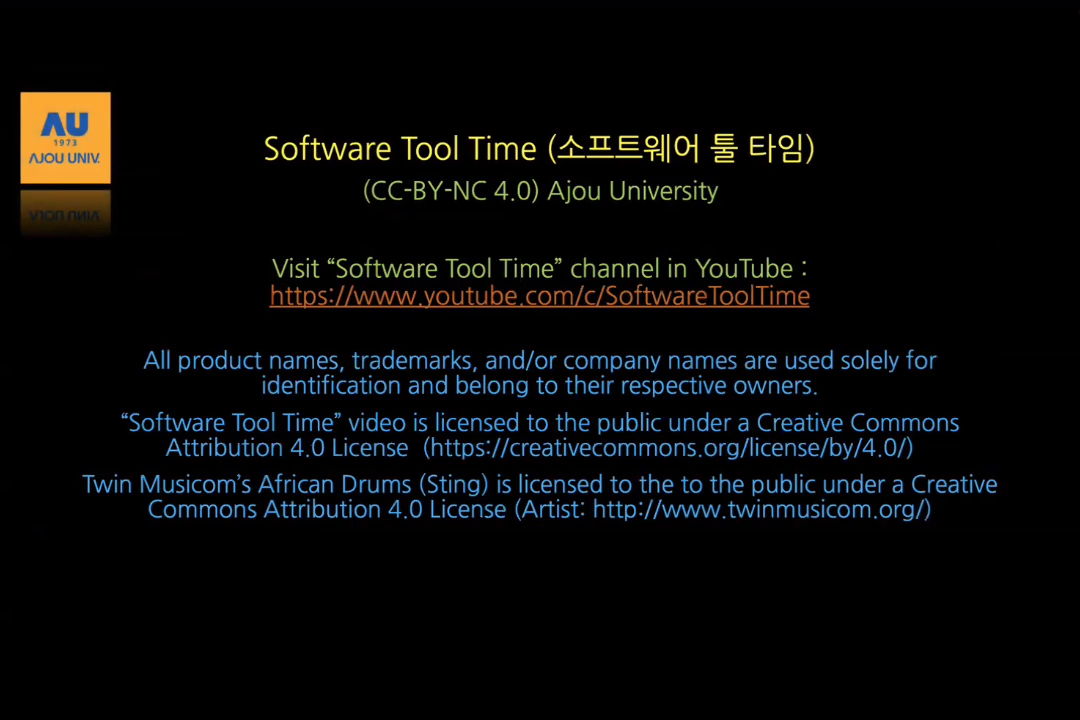 AU
1973
AJOU UNIV.
Software Tool Time (소프트웨어 툴 타임)
(CC-BY-NC 4.0) Ajou University
Visit “Software Tool Time” channel in YouTube :
https://www.youtube.com/c/SoftwareToolTime
All product names, trademarks, and/or company names are used solely for
identification and belong to their respective owners.
“Software Tool Time” video is licensed to the public under a Creative Commons
Attribution 4.0 License (https://creativecommons.org/license/by/4.0/)
Twin Musicom’s African Drums (Sting) is licensed to the to the public under a Creative
Commons Attribution 4.0 License (Artist: http://www.twinmusicom.org/)